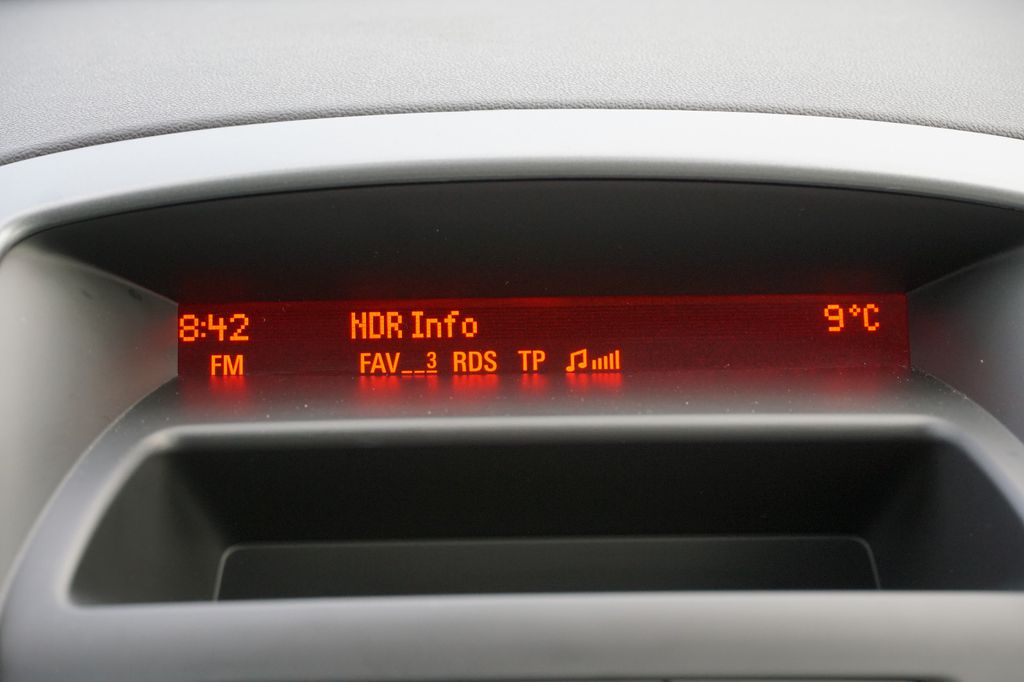 8:42 NDR Info 9°C
FM FAV__3 RDS TP